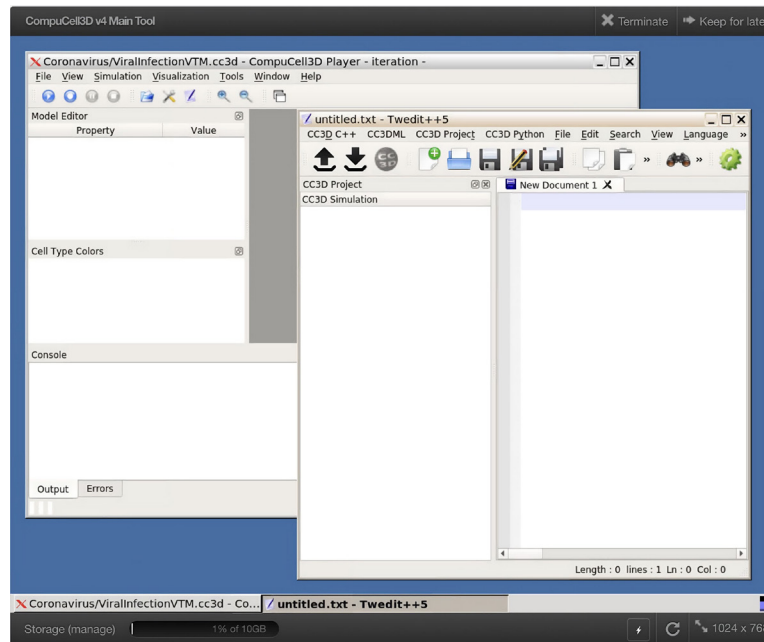 CompuCell3D v4 Main Tool
Terminate
Keep for late
Coronavirus/ViralInfectionVTM.cc3d - CompuCell3D Player - iteration -
File View Simulation Visualization Tools Window Help
Model Editor
Property Value
Cell Type Colors
Console
Output Errors
untitled.txt - Twedit++5
CC3D C++ CC3DML CC3D Project CC3D Python File Edit Search View Language »
CC3D Project
CC3D Simulation
New Document 1
Length : 0 lines : 1 Ln : 0 Col : 0
Coronavirus/ViralInfectionVTM.cc3d - Co...
untitled.txt - Twedit++5
Storage (manage)
1% of 10GB
1024 x 768